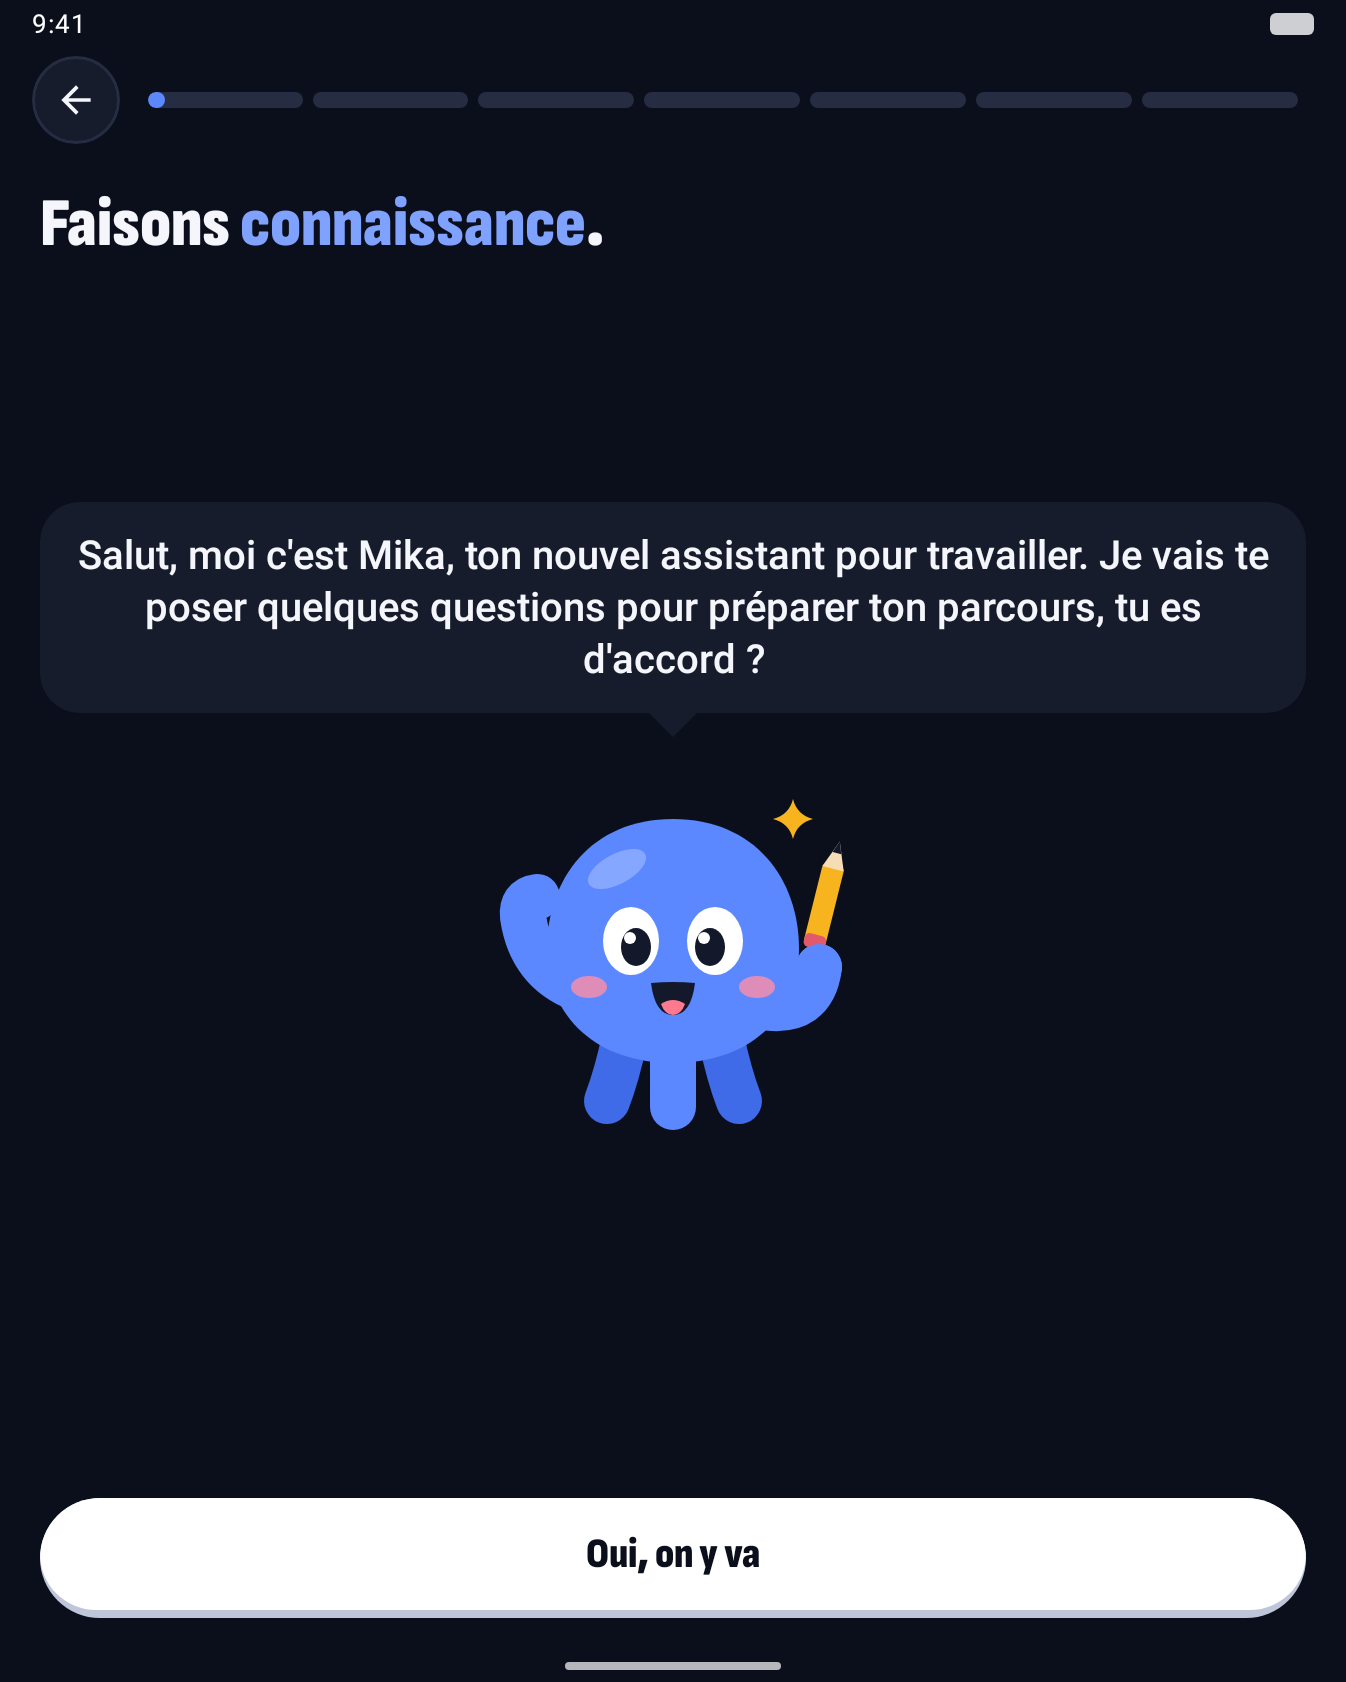 9:41
Faisons connaissance.
Salut, moi c'est Mika, ton nouvel assistant pour travailler. Je vais te
poser quelques questions pour préparer ton parcours, tu es
d'accord ?
Oui, on y va